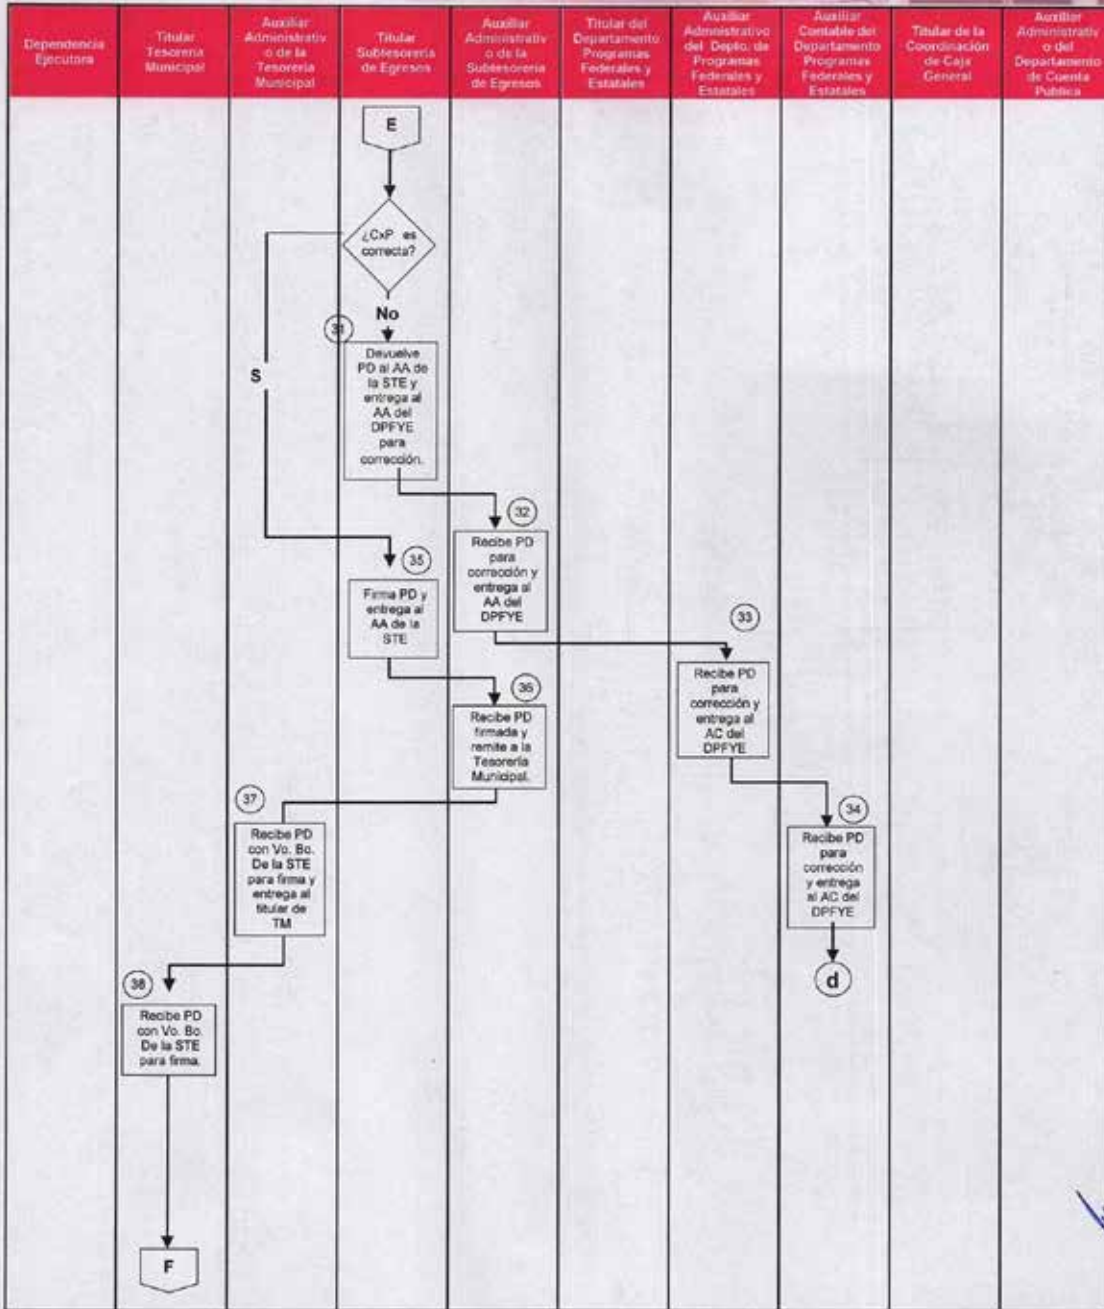 Dependencia
Ejecutora
Titular
Tesorería
Municipal
Auxiliar
Administrativ
o de la
Tesorería
Municipal
Titular
Subtesorería
de Egresos
Auxiliar
Administrativ
o de la
Subtesorería
de Egresos
Titular del
Departamento
Programas
Federales y
Estatales
Auxiliar
Administrativo
del Depto. de
Programas
Federales y
Estatales
Auxiliar
Contable del
Departamento
Programas
Federales y
Estatales
Titular de la
Coordinación
de Caja
General
Auxiliar
Administrativ
o del
Departamento
de Cuenta
Publica
E
¿CxP es
correcta?
No
S
31
Devuelve
PD al AA de
la STE y
entrega al
AA del
DPFYE
para
corrección.
32
Recibe PD
para
corrección y
entrega al
AA del
DPFYE
35
Firma PD y
entrega al
AA de la
STE
33
Recibe PD
para
corrección y
entrega al
AC del
DPFYE
36
Recibe PD
firmada y
remite a la
Tesorería
Municipal.
37
Recibe PD
con Vo. Bo.
De la STE
para firma y
entrega al
titular de
TM
34
Recibe PD
para
corrección
y entrega
al AC del
DPFYE
d
38
Recibe PD
con Vo. Bo.
De la STE
para firma.
F